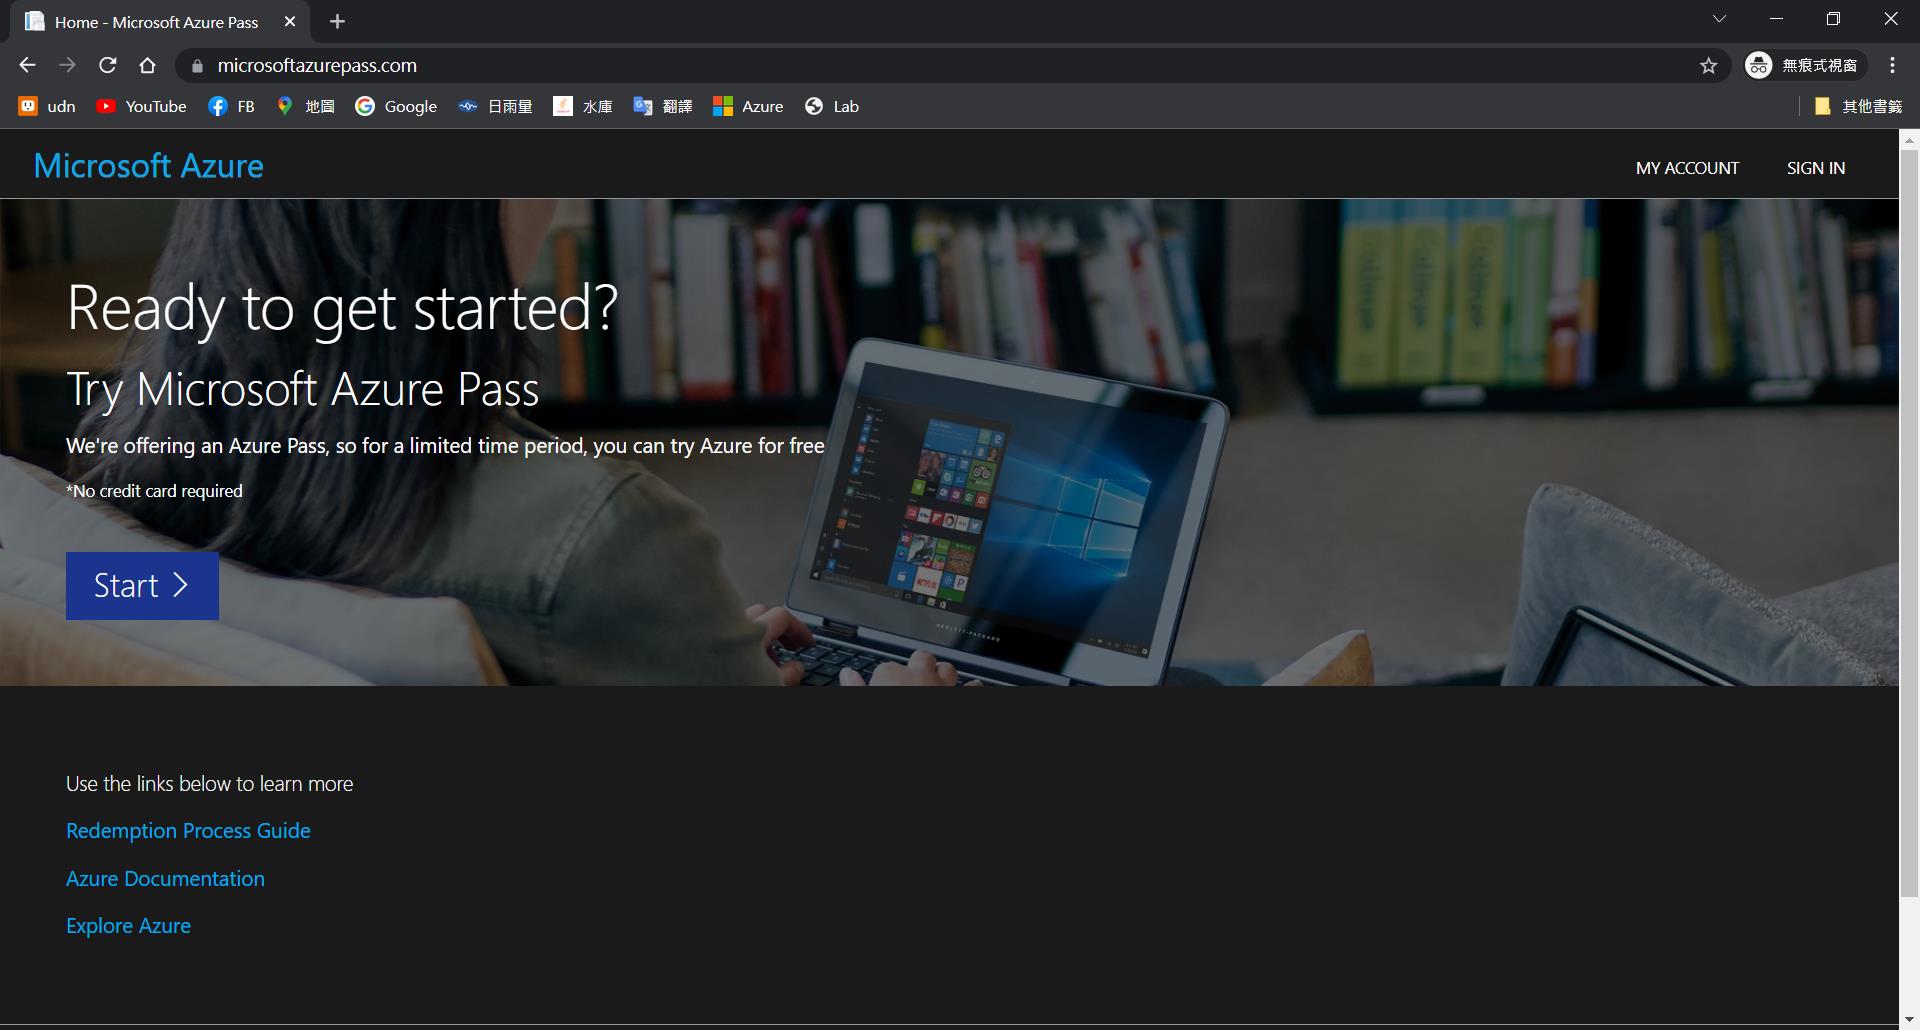 Home - Microsoft Azure Pass
microsoftazurepass.com
無痕式視窗
udn YouTube FB 地圖 Google 日雨量 水庫 翻譯 Azure Lab 其他書籤
Microsoft Azure
MY ACCOUNT SIGN IN
Ready to get started?
Try Microsoft Azure Pass
We're offering an Azure Pass, so for a limited time period, you can try Azure for free
*No credit card required
Start
HEWLETT-PACKARD
Use the links below to learn more
Redemption Process Guide
Azure Documentation
Explore Azure